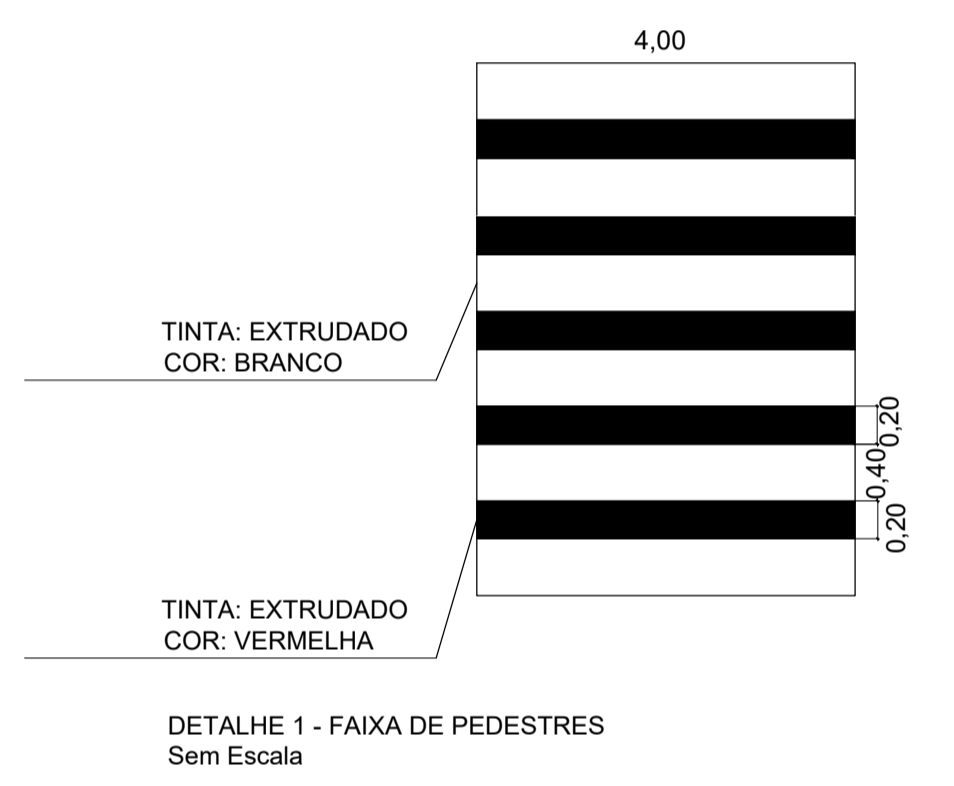 4,00
TINTA: EXTRUDADO
COR: BRANCO
0,20
0,40
0,20
TINTA: EXTRUDADO
COR: VERMELHA
DETALHE 1 - FAIXA DE PEDESTRES
Sem Escala